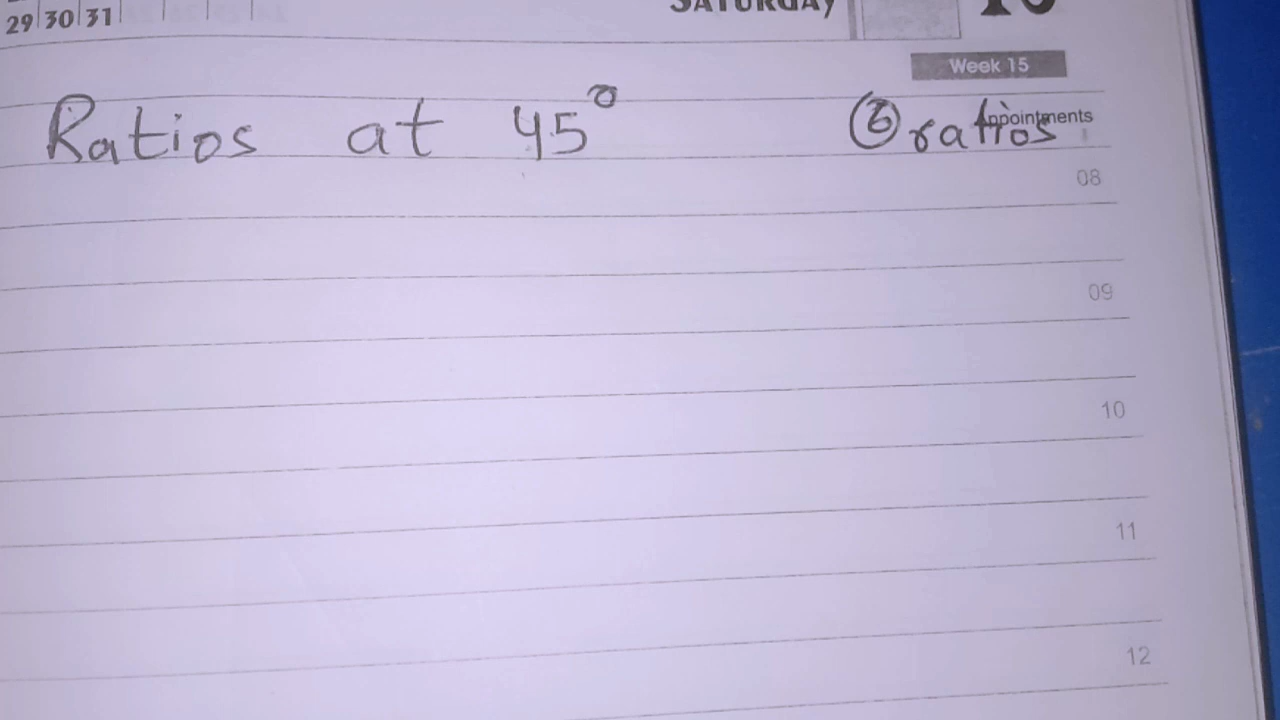 29 30 31
SATURDAY
Week 15
Appointments
Ratios at 45° 6 ratios
08
09
10
11
12